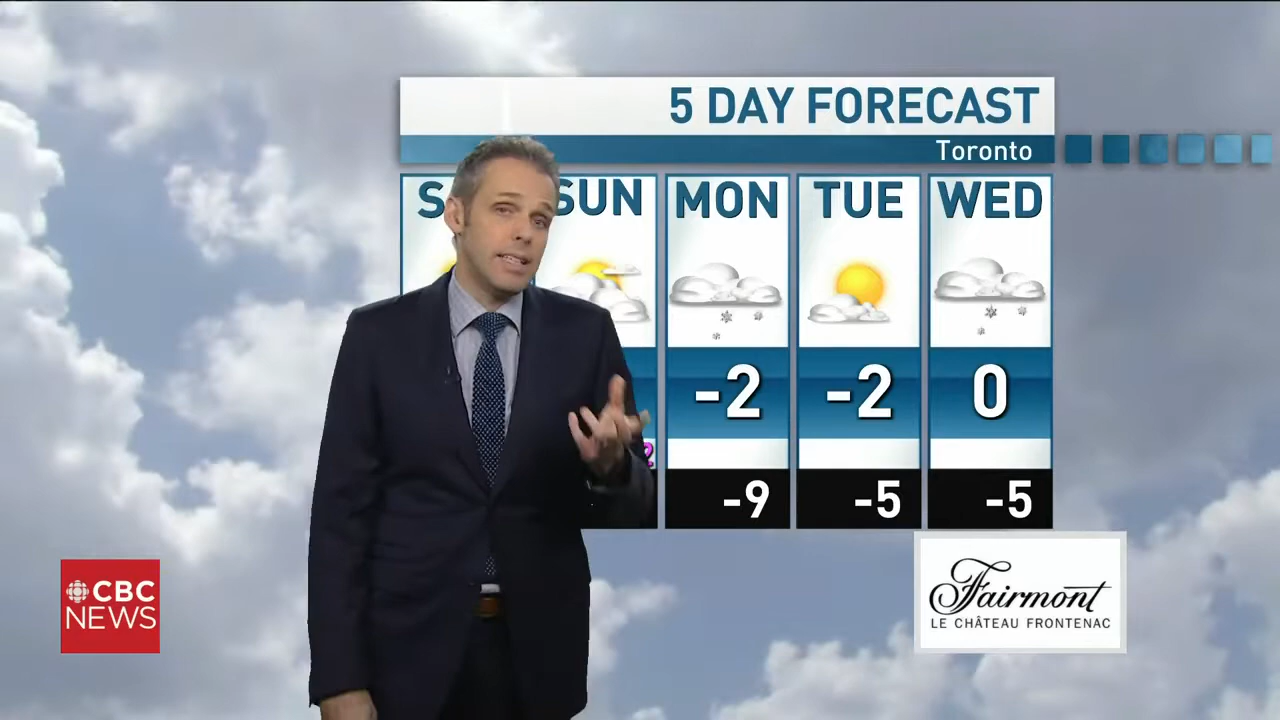 5 DAY FORECAST
Toronto
SUN MON TUE WED
-2 -2 0
-9 -5 -5
CBC
NEWS
Fairmont
LE CHÂTEAU FRONTENAC